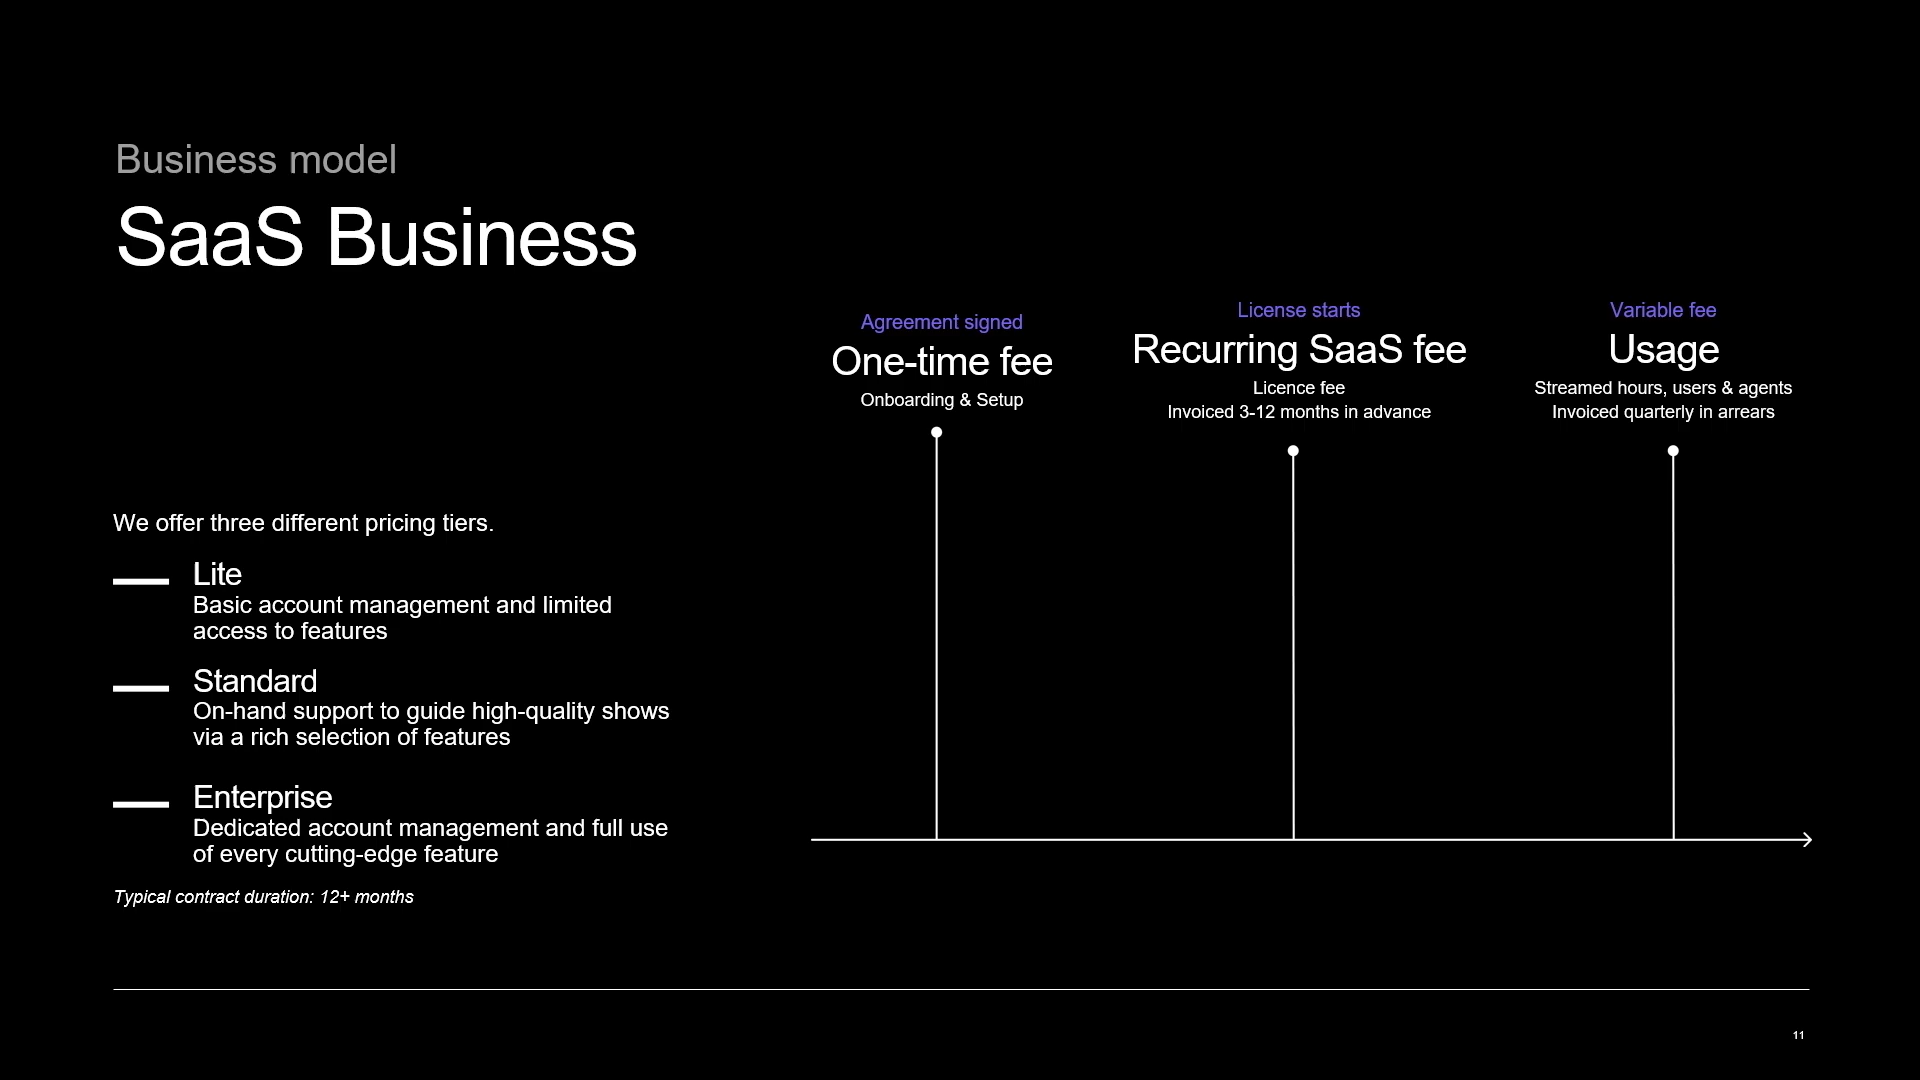 Business model
SaaS Business
Agreement signed
One-time fee
Onboarding & Setup
License starts
Recurring SaaS fee
Licence fee
Invoiced 3-12 months in advance
Variable fee
Usage
Streamed hours, users & agents
Invoiced quarterly in arrears
We offer three different pricing tiers.
Lite
Basic account management and limited
access to features
Standard
On-hand support to guide high-quality shows
via a rich selection of features
Enterprise
Dedicated account management and full use
of every cutting-edge feature
Typical contract duration: 12+ months
11